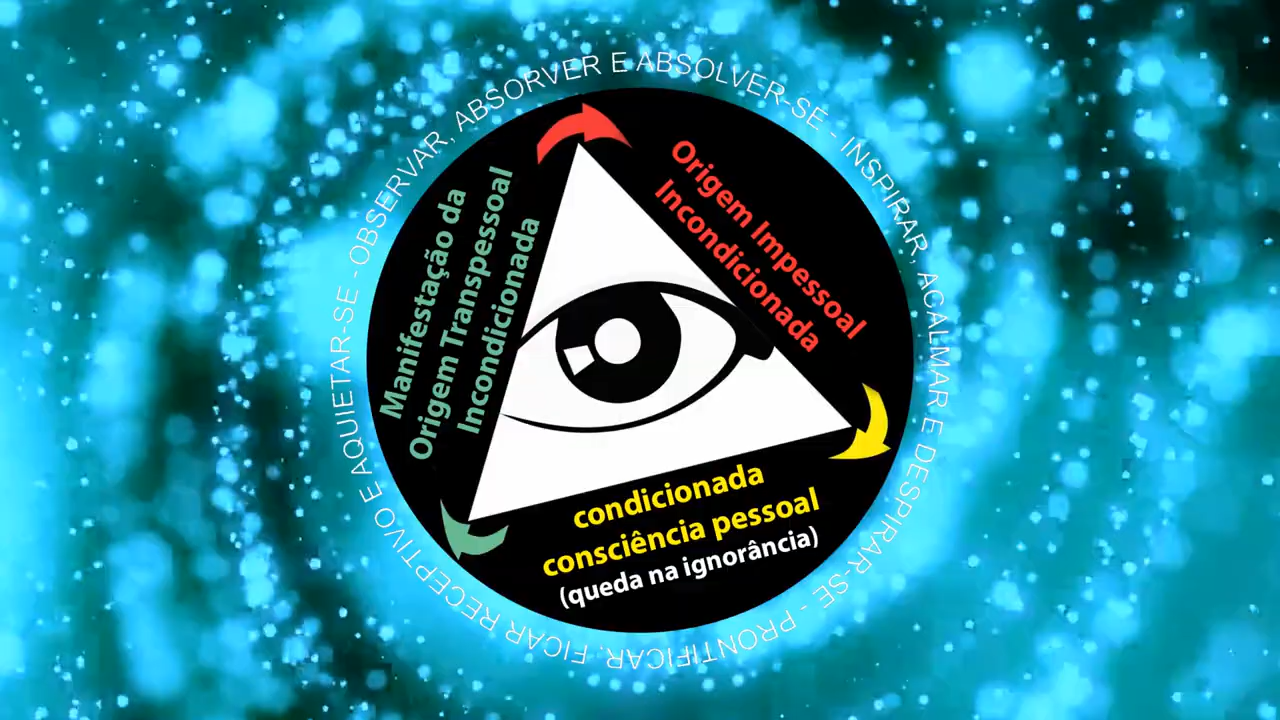 OBSERVAR, ABSORVER E ABSOLVER-SE - INSPIRAR, ACALMAR E DESPIRAR-SE - PRONTIFICAR, FICAR RECEPTIVO E AQUIETAR-SE -
Manifestação da
Origem Transpessoal
Incondicionada
Origem Impessoal
Incondicionada
condicionada
consciência pessoal
(queda na ignorância)